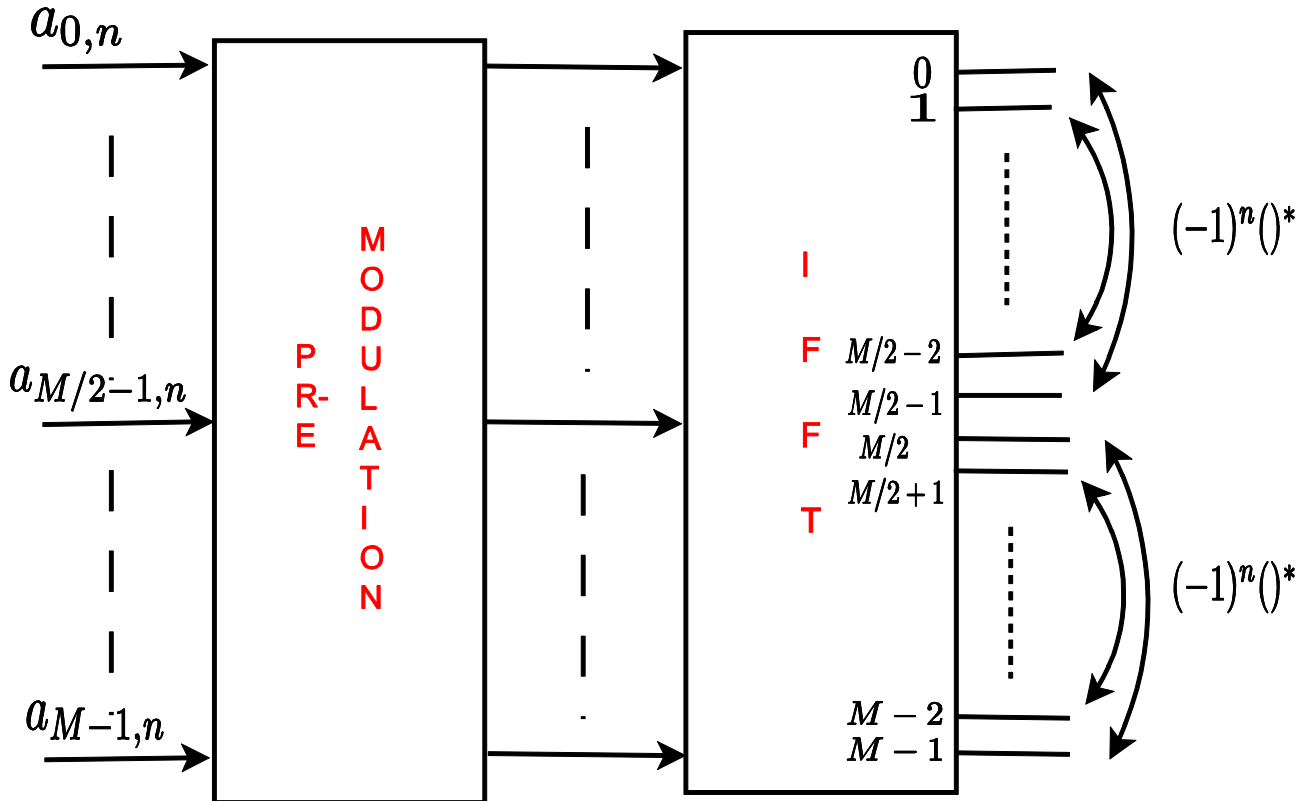 a_{0,n}
a_{M/2-1,n}
a_{M-1,n}
PRE-
MODULATION
IFFT
0
1
M/2-2
M/2-1
M/2
M/2+1
M-2
M-1
(-1)^n()^*
(-1)^n()^*